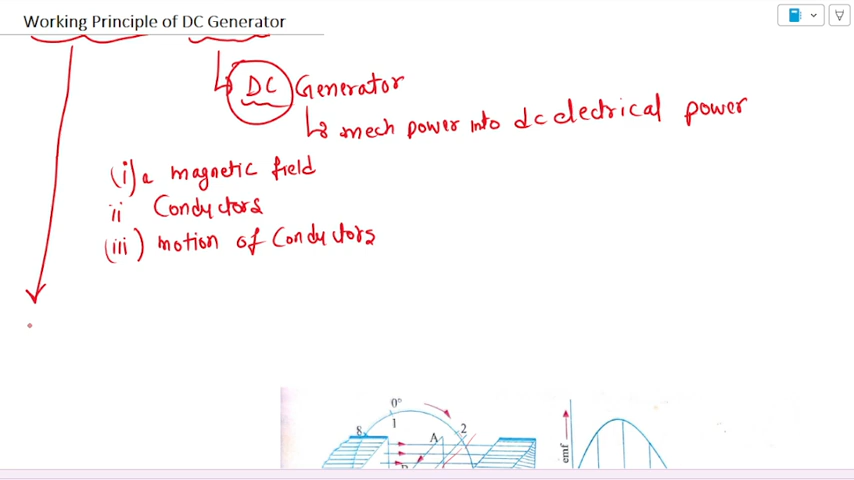 Working Principle of DC Generator
DC Generator
mech power into dc electrical power
(i) a magnetic field
ii Conductors
(iii) motion of Conductors
0°
1
8
2
A
emf